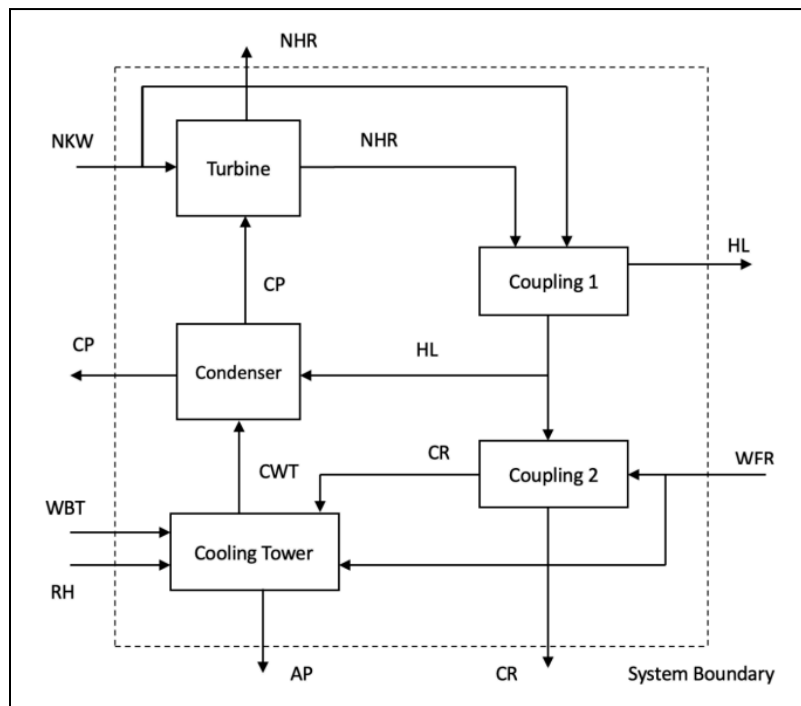 NHR
NKW
NHR
Turbine
HL
Coupling 1
CP
CP
HL
Condenser
CR
WFR
Coupling 2
CWT
WBT
Cooling Tower
RH
AP
CR
System Boundary